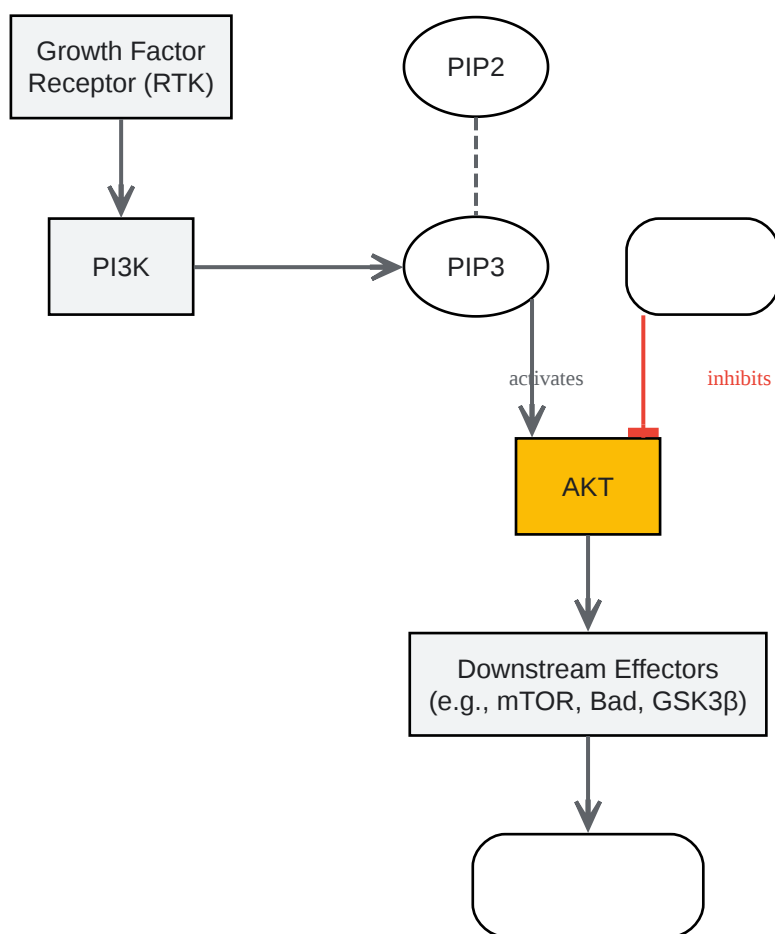 Growth Factor
Receptor (RTK)
PIP2
PI3K
PIP3
activates
inhibits
AKT
Downstream Effectors
(e.g., mTOR, Bad, GSK3β)